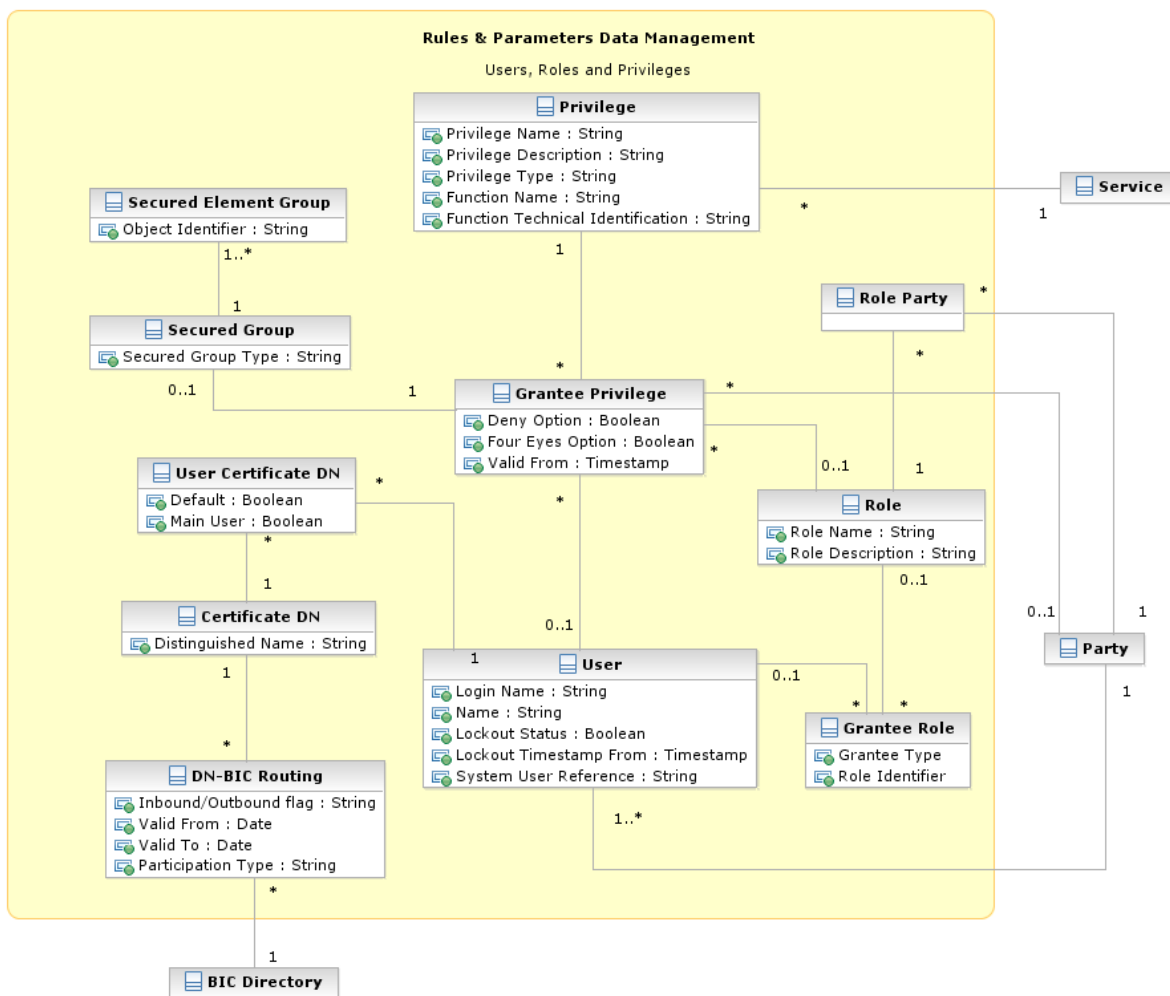 Rules & Parameters Data Management
Users, Roles and Privileges
Privilege
Privilege Name : String
Privilege Description : String
Privilege Type : String
Function Name : String
Function Technical Identification : String
*
1
Service
1
Secured Element Group
Object Identifier : String
1..*
1
Secured Group
Secured Group Type : String
0..1
1
Role Party
*
*
1
*
Grantee Privilege
Deny Option : Boolean
Four Eyes Option : Boolean
Valid From : Timestamp
*
*
0..1
*
0..1
Role
Role Name : String
Role Description : String
0..1
User Certificate DN
Default : Boolean
Main User : Boolean
*
*
1
Certificate DN
Distinguished Name : String
1
*
1
User
Login Name : String
Name : String
Lockout Status : Boolean
Lockout Timestamp From : Timestamp
System User Reference : String
0..1
1..*
*
*
Grantee Role
Grantee Type
Role Identifier
0..1
1
Party
1
DN-BIC Routing
Inbound/Outbound flag : String
Valid From : Date
Valid To : Date
Participation Type : String
*
1
BIC Directory